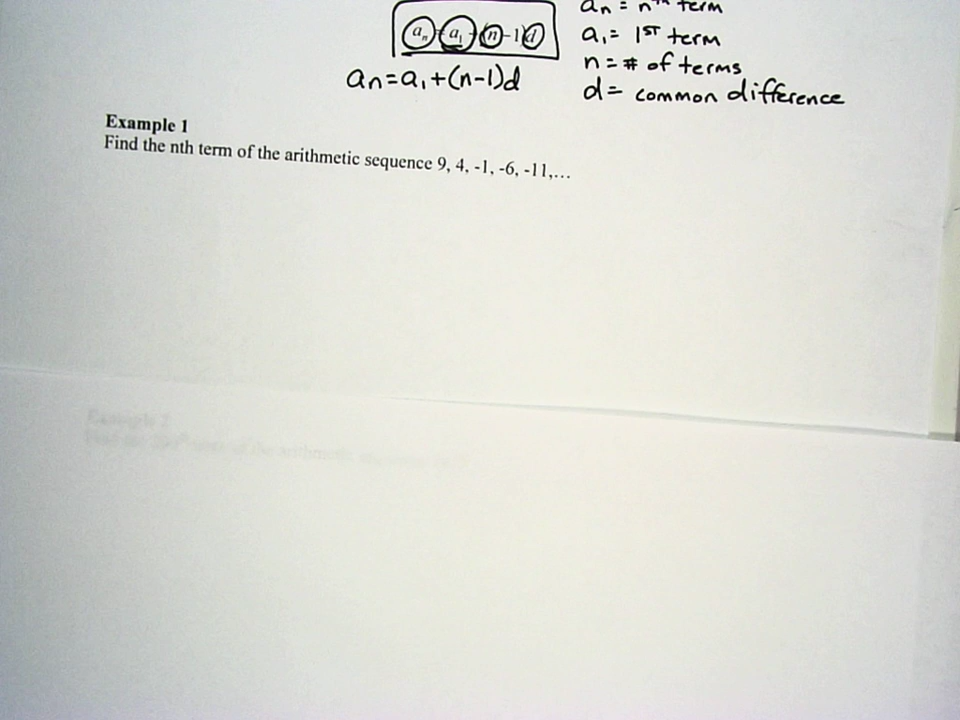 aₙ = nᵗʰ term
aₙ = a₁ + (n - 1)d
a₁ = 1ˢᵀ term
aₙ = a₁ + (n-1)d
n = # of terms
d = common difference
Example 1
Find the nth term of the arithmetic sequence 9, 4, -1, -6, -11,…